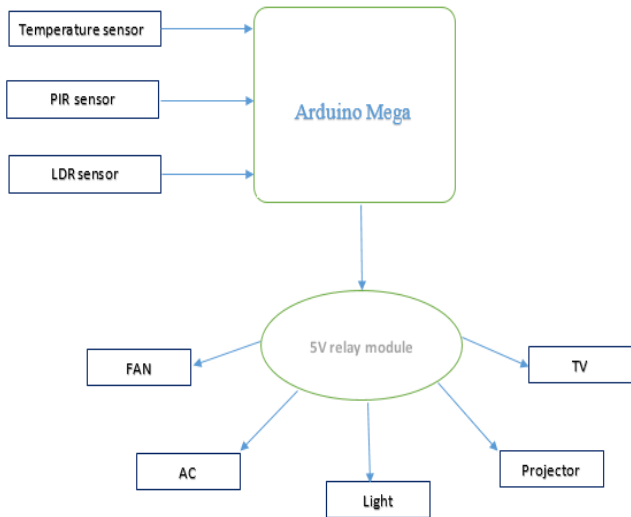 Temperature sensor
PIR sensor
Arduino Mega
LDR sensor
5V relay module
FAN
TV
AC
Projector
Light